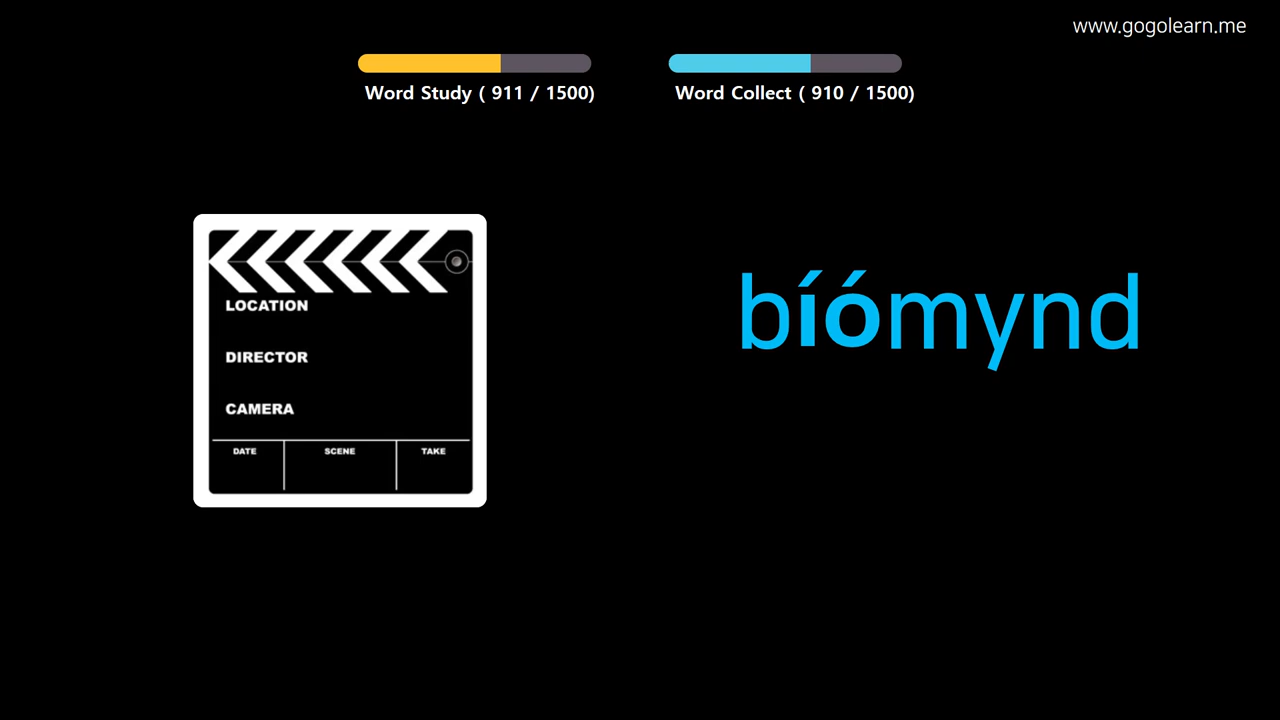 www.gogolearn.me
Word Study ( 911 / 1500)
Word Collect ( 910 / 1500)
LOCATION
DIRECTOR
CAMERA
DATE SCENE TAKE
bíómynd